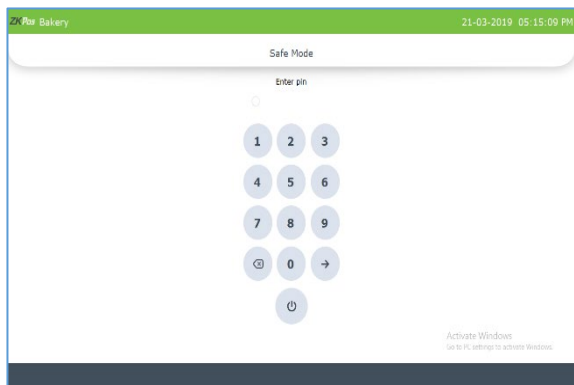 ZKPos Bakery 21-03-2019 05:15:09 PM
Safe Mode
Enter pin
1 2 3
4 5 6
7 8 9
0
Activate Windows
Go to PC settings to activate Windows.